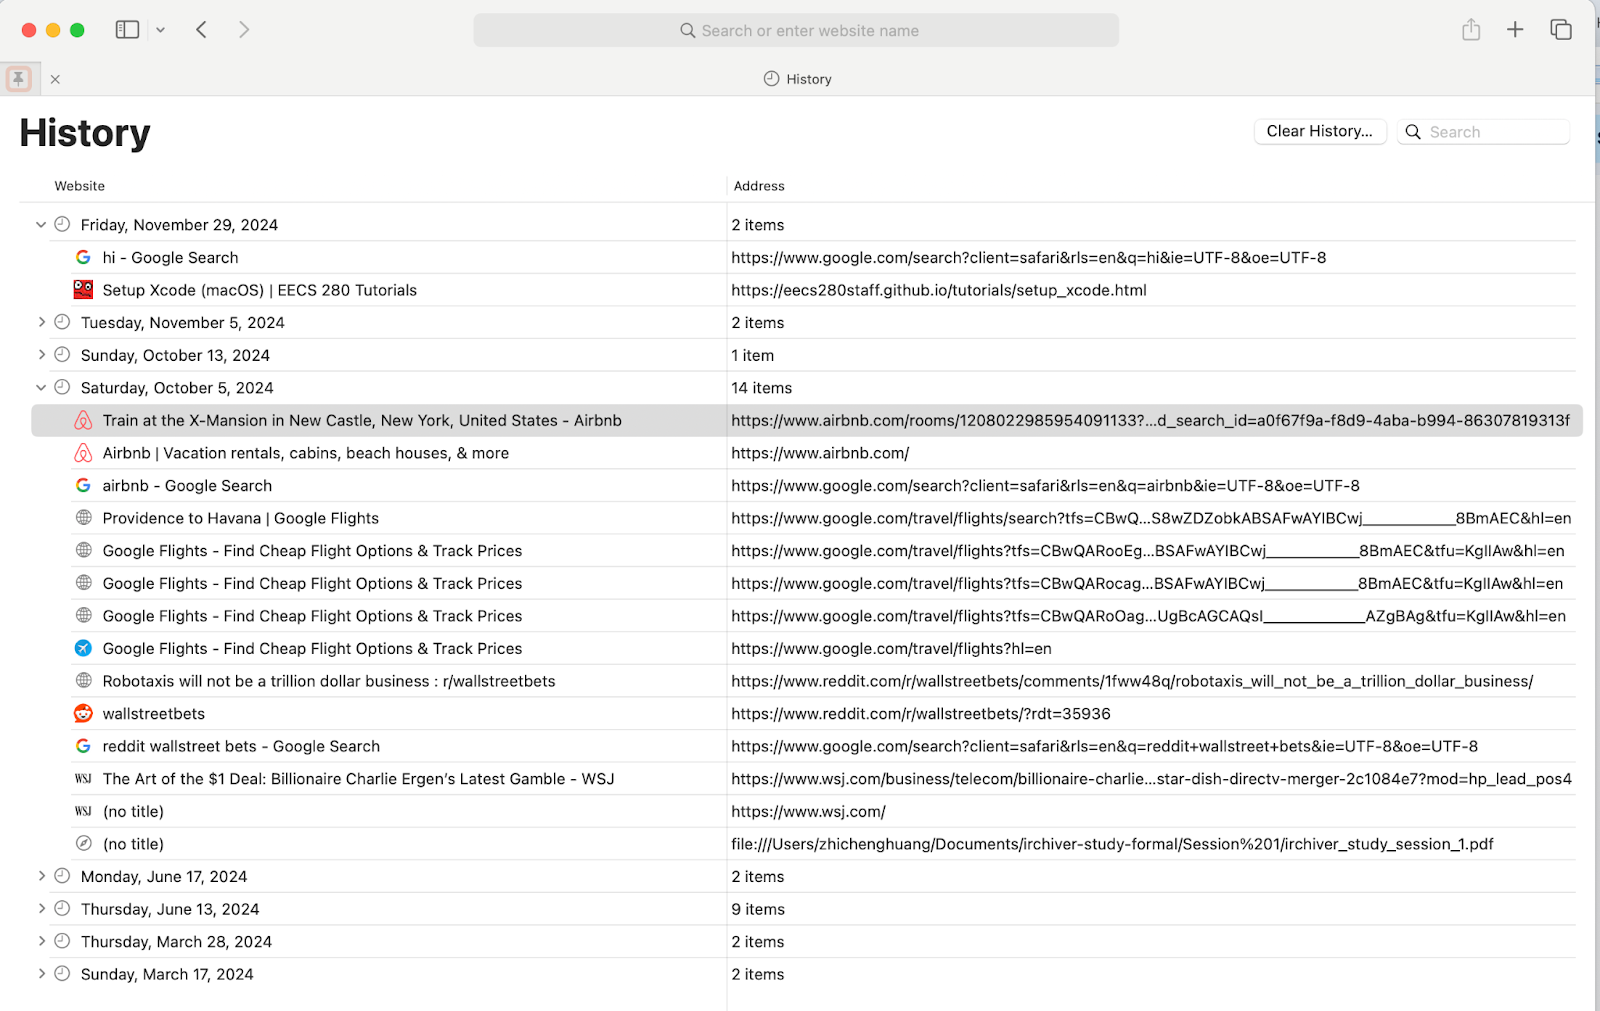 Search or enter website name
History
History
Clear History...
Search
Website Address
Friday, November 29, 2024 2 items
hi - Google Search https://www.google.com/search?client=safari&rls=en&q=hi&ie=UTF-8&oe=UTF-8
Setup Xcode (macOS) | EECS 280 Tutorials https://eecs280staff.github.io/tutorials/setup_xcode.html
Tuesday, November 5, 2024 2 items
Sunday, October 13, 2024 1 item
Saturday, October 5, 2024 14 items
Train at the X-Mansion in New Castle, New York, United States - Airbnb https://www.airbnb.com/rooms/1208022985954091133?...d_search_id=a0f67f9a-f8d9-4aba-b994-86307819313f
Airbnb | Vacation rentals, cabins, beach houses, & more https://www.airbnb.com/
airbnb - Google Search https://www.google.com/search?client=safari&rls=en&q=airbnb&ie=UTF-8&oe=UTF-8
Providence to Havana | Google Flights https://www.google.com/travel/flights/search?tfs=CBwQ...S8wZDZobkABSAFwAYIBCwj___________8BmAEC&hl=en
Google Flights - Find Cheap Flight Options & Track Prices https://www.google.com/travel/flights?tfs=CBwQARooEg...BSAFwAYIBCwj___________8BmAEC&tfu=KgIIAw&hl=en
Google Flights - Find Cheap Flight Options & Track Prices https://www.google.com/travel/flights?tfs=CBwQARocag...BSAFwAYIBCwj___________8BmAEC&tfu=KgIIAw&hl=en
Google Flights - Find Cheap Flight Options & Track Prices https://www.google.com/travel/flights?tfs=CBwQARoOag...UgBcAGCAQsI____________AZgBAg&tfu=KgIIAw&hl=en
Google Flights - Find Cheap Flight Options & Track Prices https://www.google.com/travel/flights?hl=en
Robotaxis will not be a trillion dollar business : r/wallstreetbets https://www.reddit.com/r/wallstreetbets/comments/1fww48q/robotaxis_will_not_be_a_trillion_dollar_business/
wallstreetbets https://www.reddit.com/r/wallstreetbets/?rdt=35936
reddit wallstreet bets - Google Search https://www.google.com/search?client=safari&rls=en&q=reddit+wallstreet+bets&ie=UTF-8&oe=UTF-8
WSJ The Art of the $1 Deal: Billionaire Charlie Ergen's Latest Gamble - WSJ https://www.wsj.com/business/telecom/billionaire-charlie...star-dish-directv-merger-2c1084e7?mod=hp_lead_pos4
WSJ (no title) https://www.wsj.com/
(no title) file:///Users/zhichenghuang/Documents/irchiver-study-formal/Session%201/irchiver_study_session_1.pdf
Monday, June 17, 2024 2 items
Thursday, June 13, 2024 9 items
Thursday, March 28, 2024 2 items
Sunday, March 17, 2024 2 items